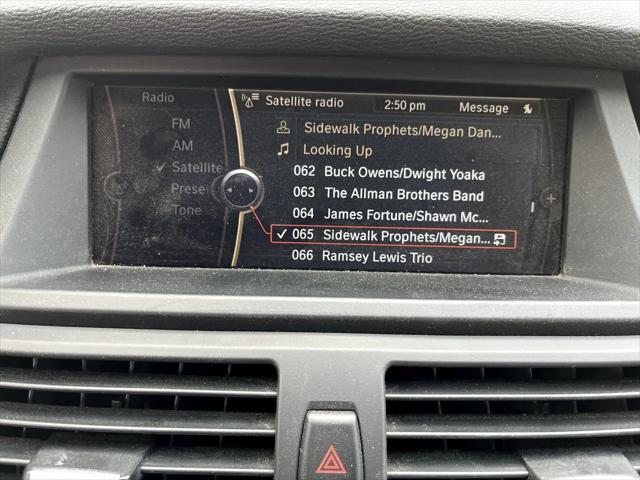 Radio
FM
AM
Satellite
Prese
Tone
Satellite radio 2:50 pm Message
Sidewalk Prophets/Megan Dan...
Looking Up
062 Buck Owens/Dwight Yoaka
063 The Allman Brothers Band
064 James Fortune/Shawn Mc...
065 Sidewalk Prophets/Megan...
066 Ramsey Lewis Trio